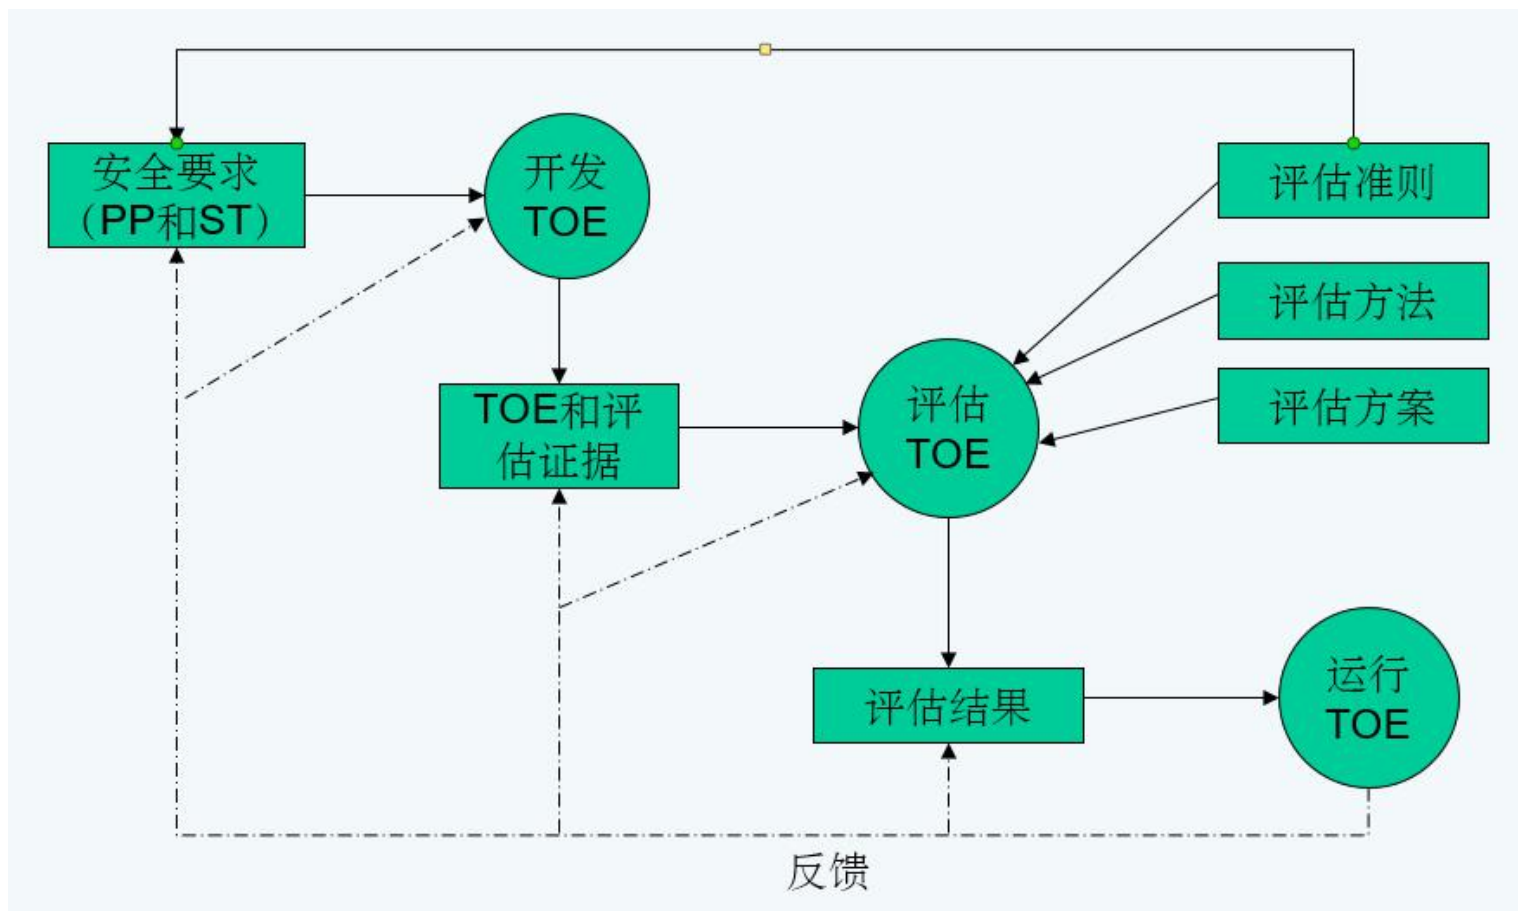 安全要求
（PP和ST）
开发
TOE
评估准则
评估方法
评估方案
TOE和评
估证据
评估
TOE
评估结果
运行
TOE
反馈